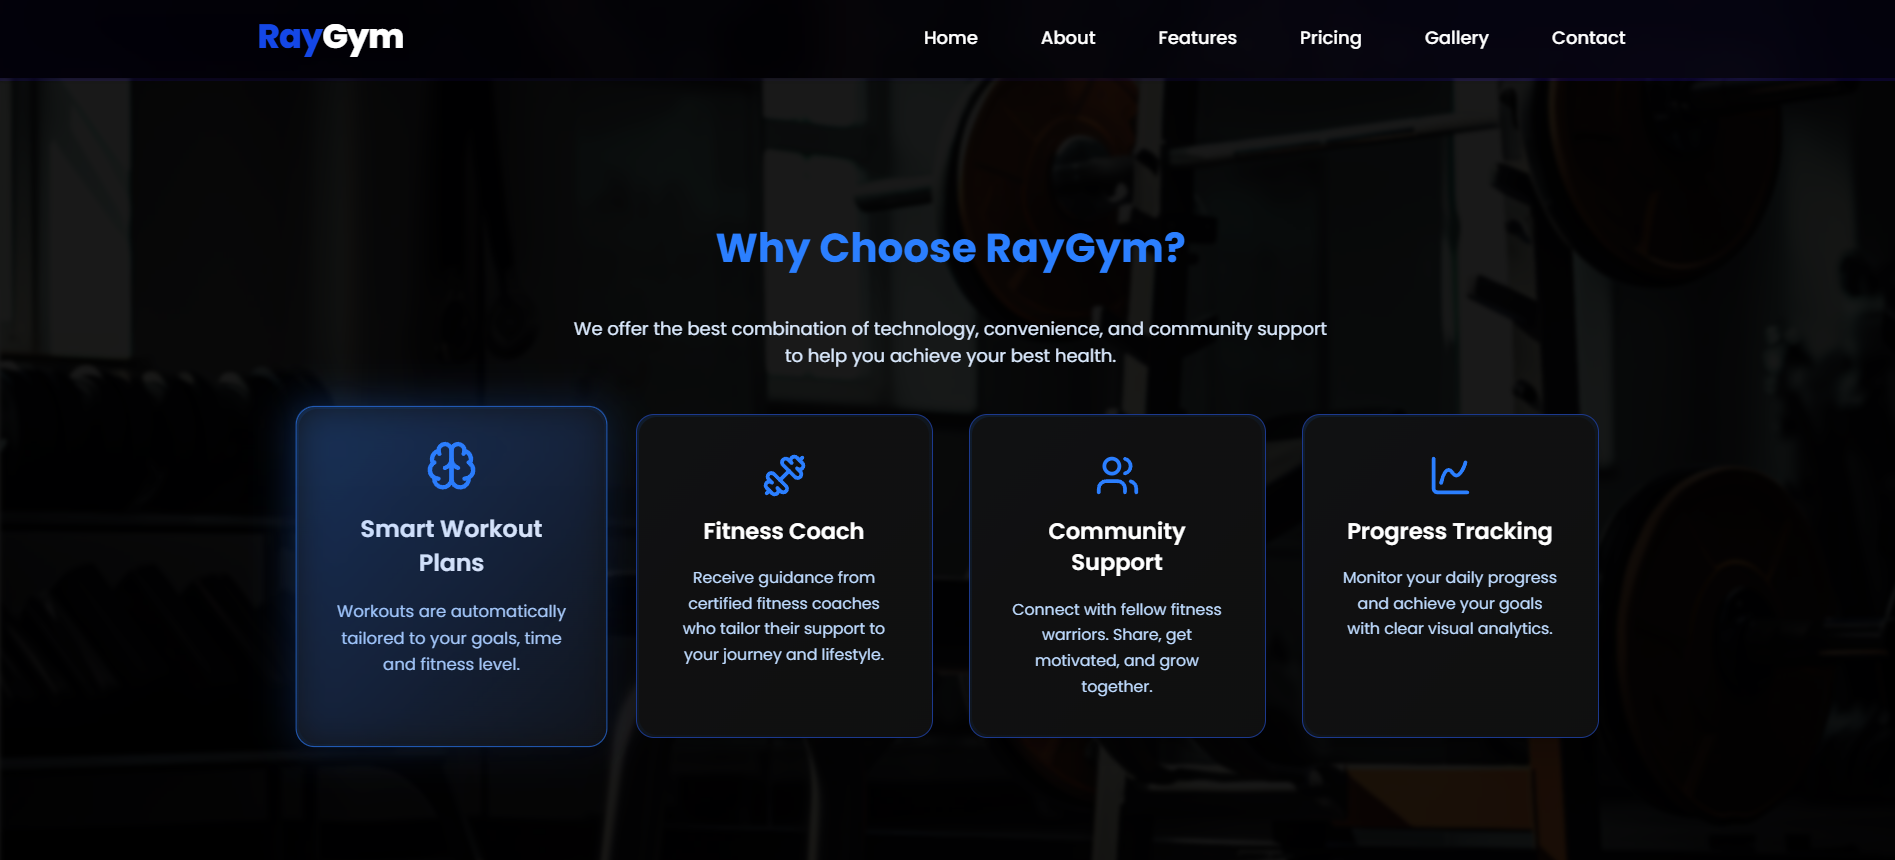 RayGym
Home About Features Pricing Gallery Contact
Why Choose RayGym?
We offer the best combination of technology, convenience, and community support
to help you achieve your best health.
Smart Workout
Plans
Workouts are automatically
tailored to your goals, time
and fitness level.
Fitness Coach
Receive guidance from
certified fitness coaches
who tailor their support to
your journey and lifestyle.
Community
Support
Connect with fellow fitness
warriors. Share, get
motivated, and grow
together.
Progress Tracking
Monitor your daily progress
and achieve your goals
with clear visual analytics.